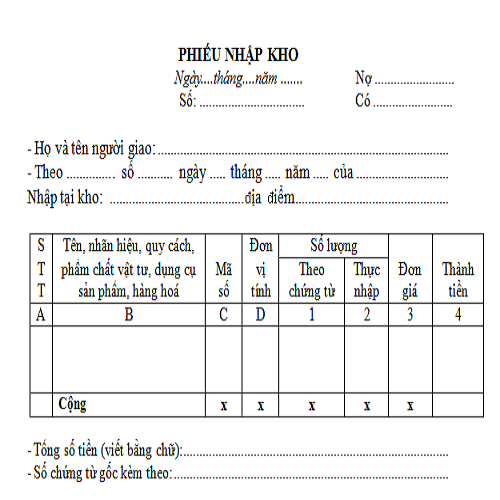 PHIẾU NHẬP KHO
Ngày....tháng....năm ....... Nợ ..........................
Số: .................................. Có ..........................
- Họ và tên người giao: ..............................................................................................
- Theo ................ số ........... ngày ..... tháng ..... năm ..... của ..............................
Nhập tại kho: ............................................địa điểm..................................................
STT Tên, nhãn hiệu, quy cách, phẩm chất vật tư, dụng cụ sản phẩm, hàng hoá Mã số Đơn vị tính Số lượng Đơn giá Thành tiền
Theo chứng từ Thực nhập
A B C D 1 2 3 4
Cộng x x x x x
- Tổng số tiền (viết bằng chữ):......................................................................................
- Số chứng từ gốc kèm theo:.........................................................................................